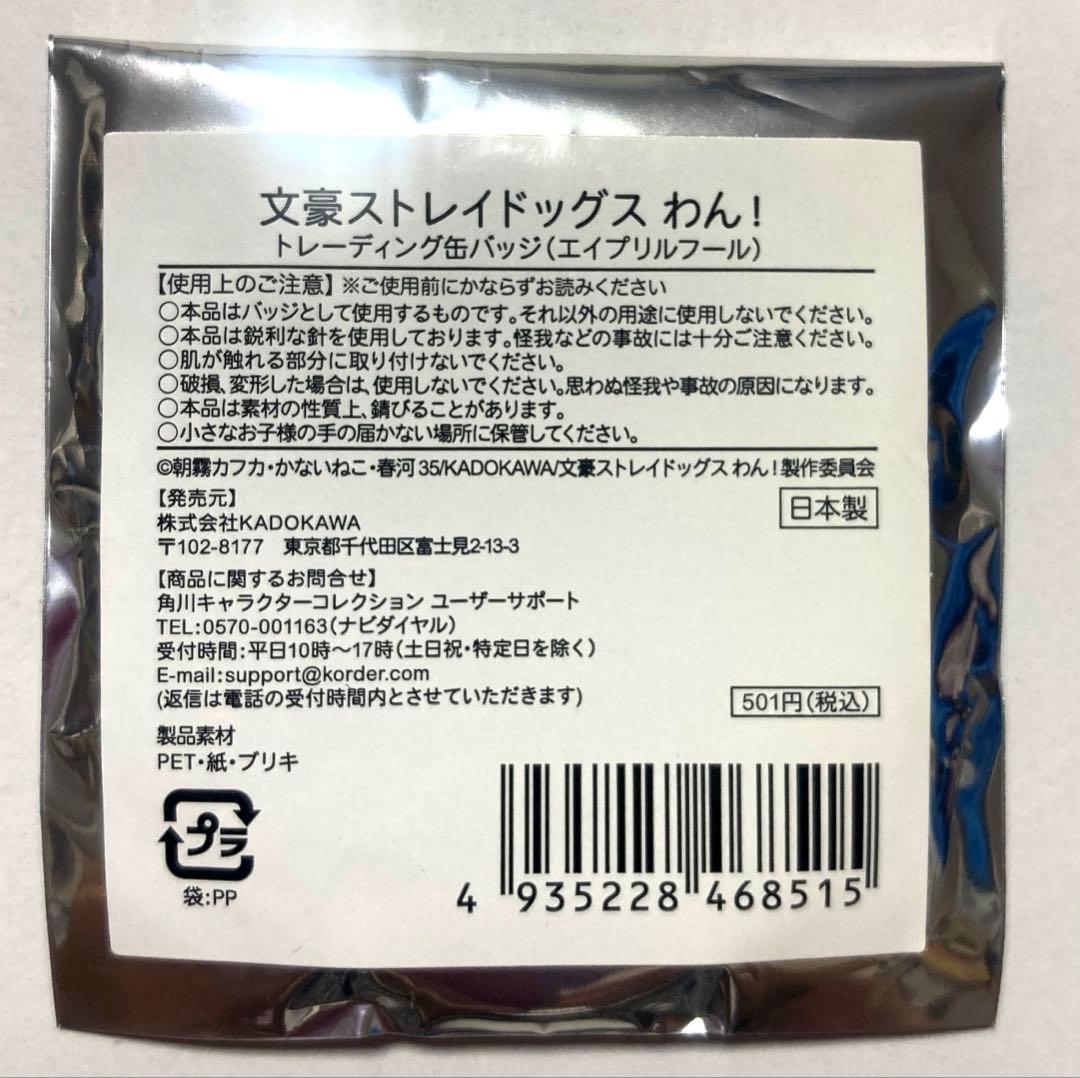 文豪ストレイドッグス わん！
トレーディング缶バッジ（エイプリルフール）
【使用上のご注意】※ご使用前にかならずお読みください
○本品はバッジとして使用するものです。それ以外の用途に使用しないでください。
○本品は鋭利な針を使用しております。怪我などの事故には十分ご注意ください。
○肌が触れる部分に取り付けないでください。
○破損、変形した場合は、使用しないでください。思わぬ怪我や事故の原因になります。
○本品は素材の性質上、錆びることがあります。
○小さなお子様の手の届かない場所に保管してください。
©朝霧カフカ・かないねこ・春河35/KADOKAWA/文豪ストレイドッグス わん！製作委員会
【発売元】
株式会社KADOKAWA
日本製
〒102-8177 東京都千代田区富士見2-13-3
【商品に関するお問合せ】
角川キャラクターコレクション ユーザーサポート
TEL:0570-001163（ナビダイヤル）
受付時間：平日10時～17時（土日祝・特定日を除く）
E-mail:support@korder.com
(返信は電話の受付時間内とさせていただきます)
501円（税込）
製品素材
PET・紙・ブリキ
プラ
袋:PP
4 935228 468515